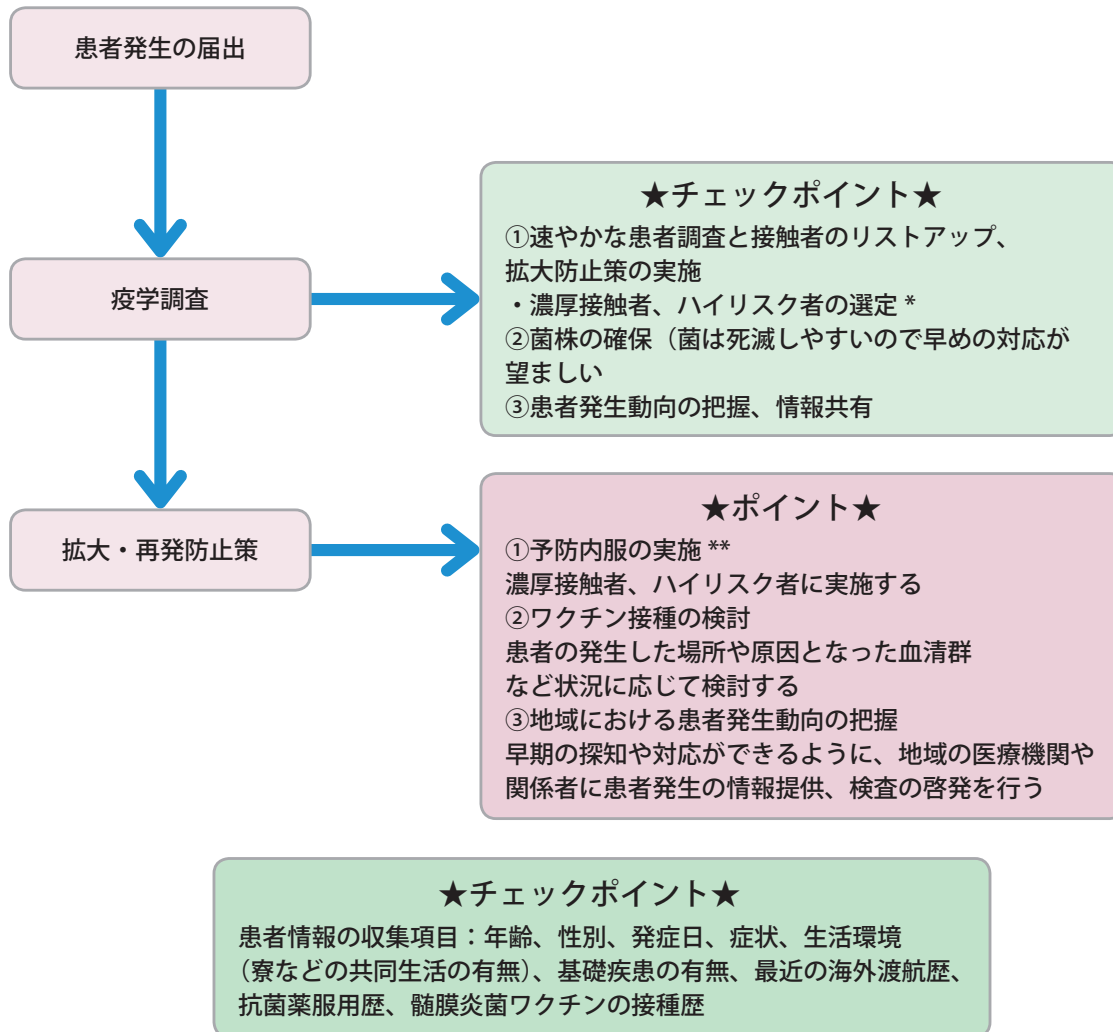 患者発生の届出
★チェックポイント★
①速やかな患者調査と接触者のリストアップ、
拡大防止策の実施
・濃厚接触者、ハイリスク者の選定 *
②菌株の確保（菌は死滅しやすいので早めの対応が
望ましい
③患者発生動向の把握、情報共有
疫学調査
★ポイント★
①予防内服の実施 **
濃厚接触者、ハイリスク者に実施する
②ワクチン接種の検討
患者の発生した場所や原因となった血清群
など状況に応じて検討する
③地域における患者発生動向の把握
早期の探知や対応ができるように、地域の医療機関や
関係者に患者発生の情報提供、検査の啓発を行う
拡大・再発防止策
★チェックポイント★
患者情報の収集項目：年齢、性別、発症日、症状、生活環境
（寮などの共同生活の有無）、基礎疾患の有無、最近の海外渡航歴、
抗菌薬服用歴、髄膜炎菌ワクチンの接種歴